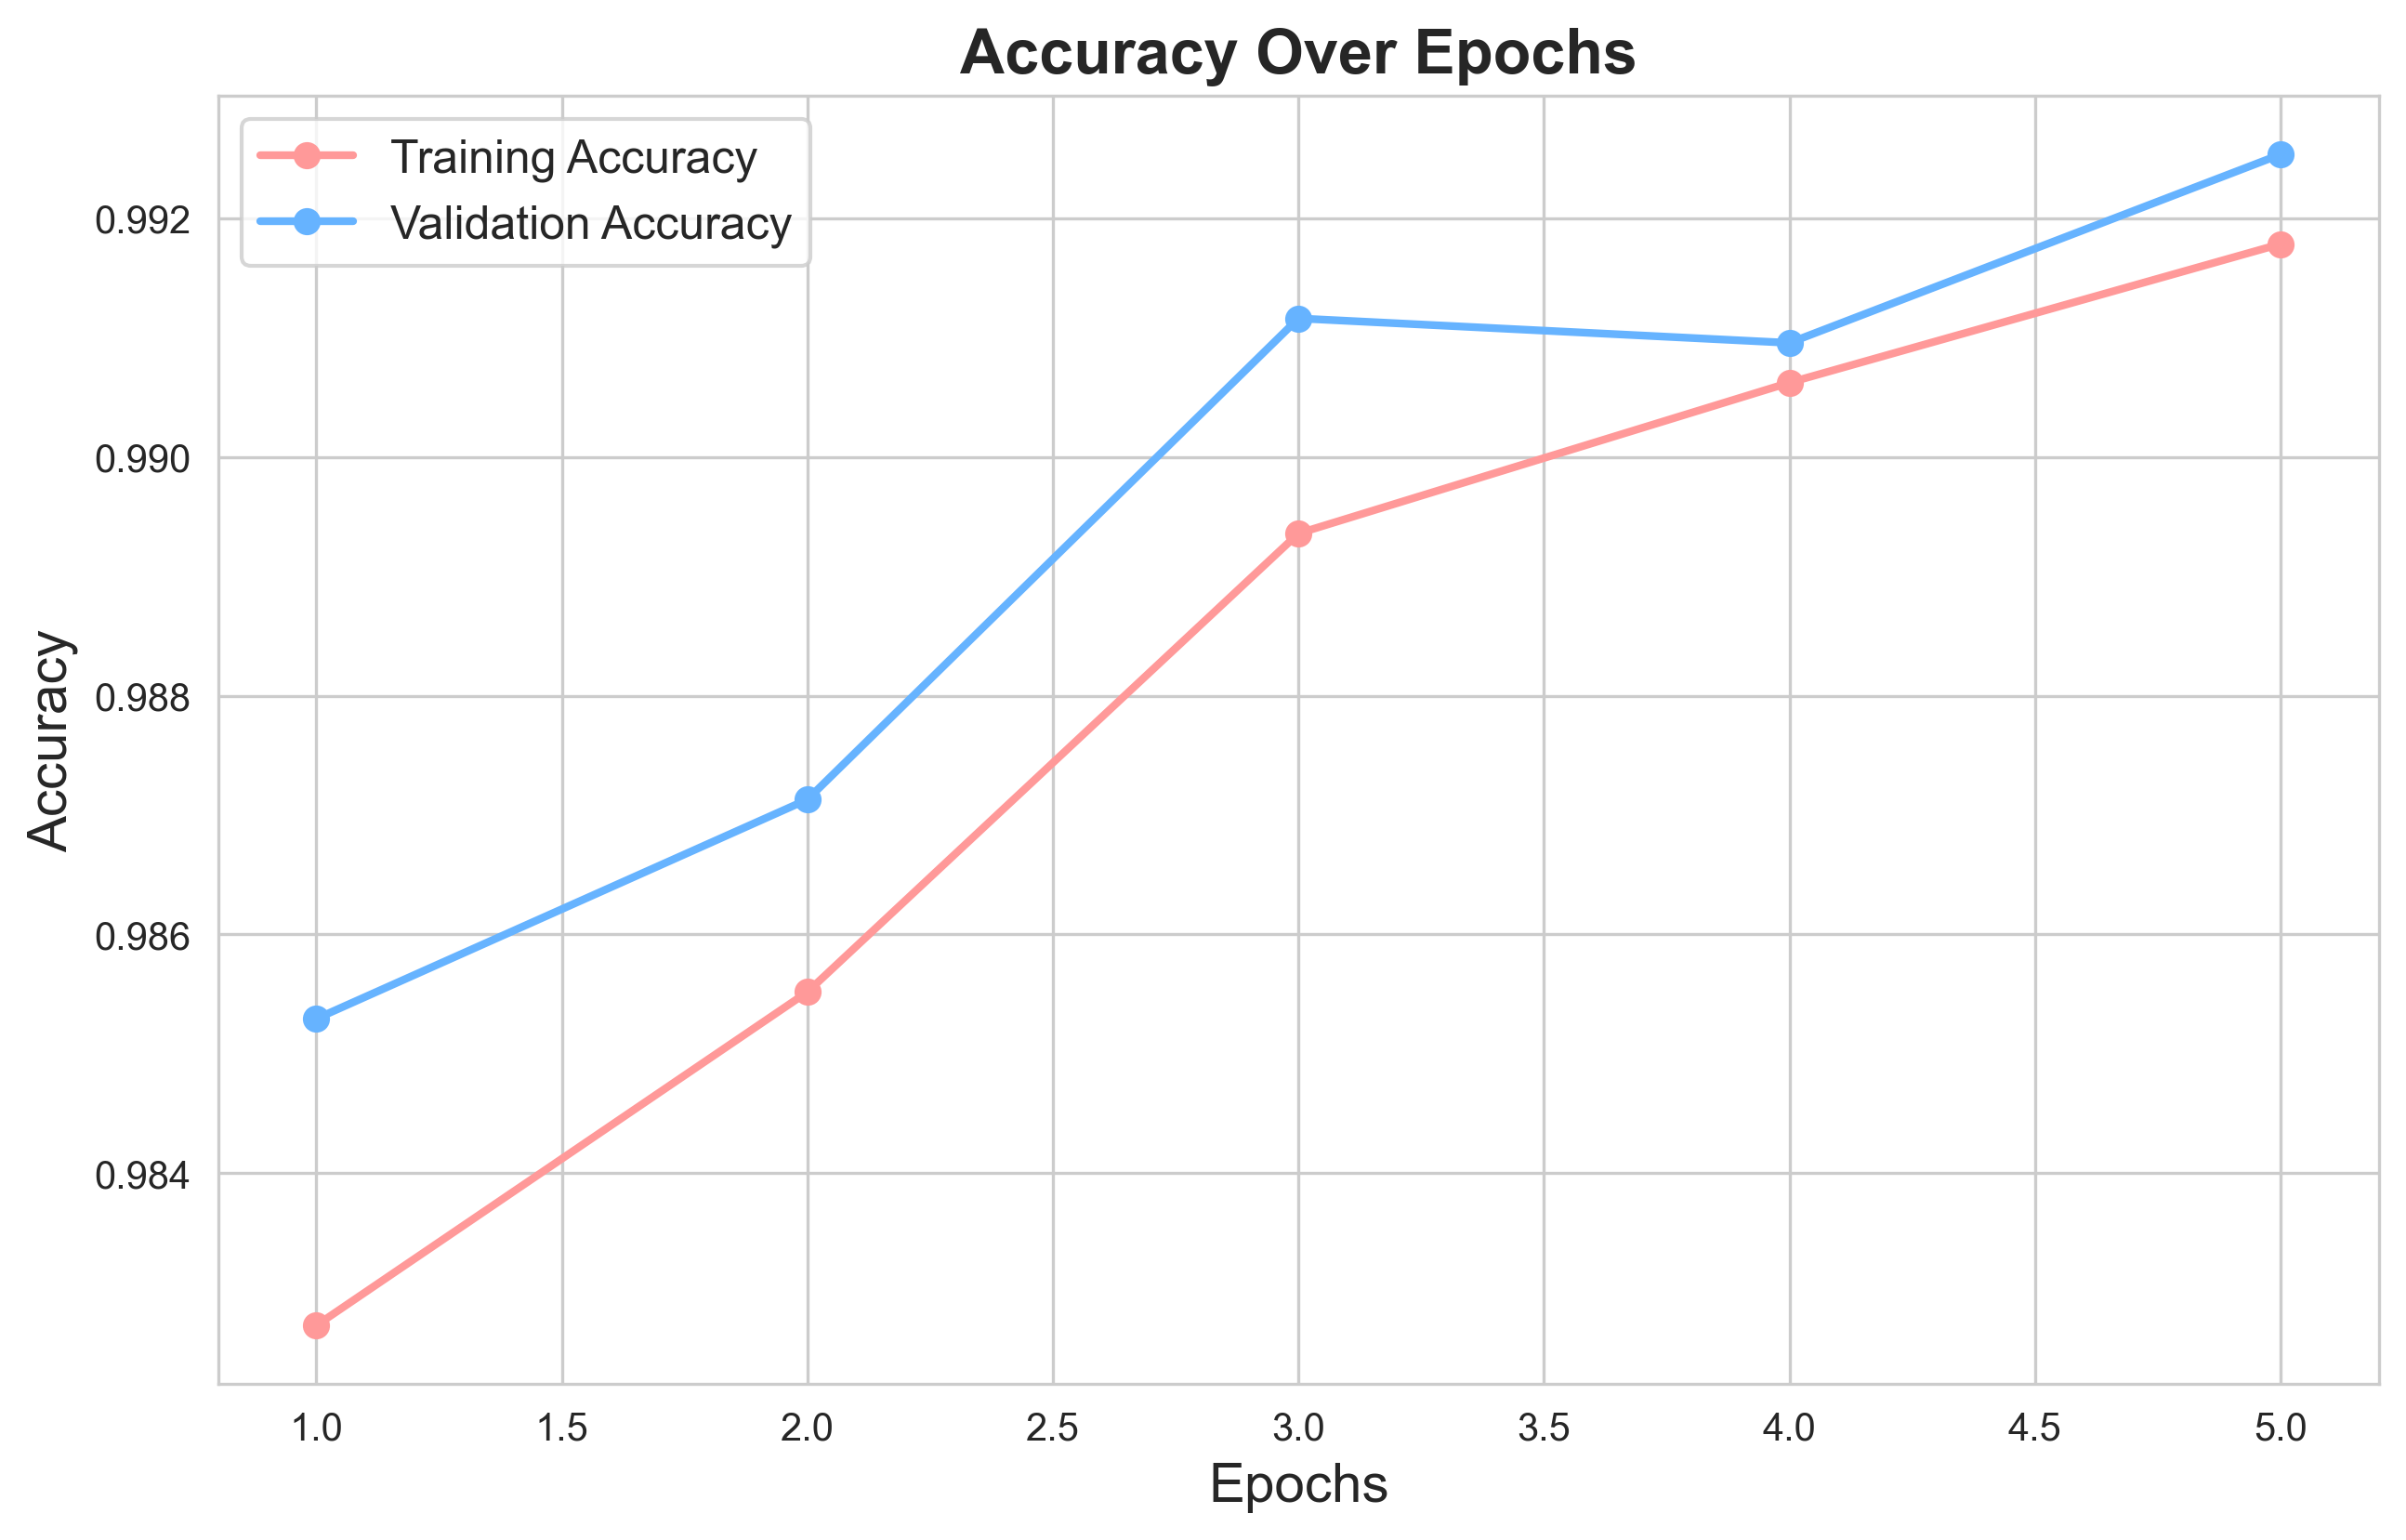 Accuracy Over Epochs
Training Accuracy
Validation Accuracy
0.992
0.990
0.988
0.986
0.984
Accuracy
1.0 1.5 2.0 2.5 3.0 3.5 4.0 4.5 5.0
Epochs